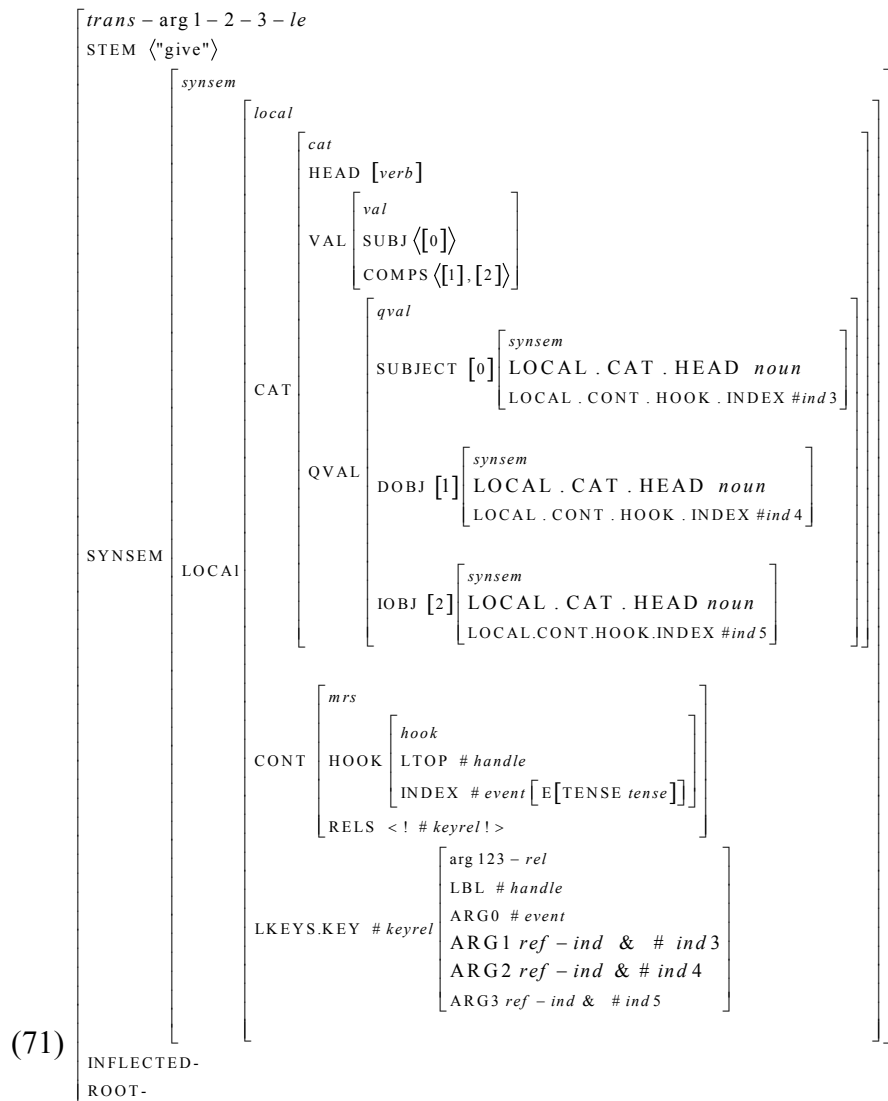 trans – arg 1 – 2 – 3 – le
STEM ⟨"give"⟩
synsem
local
cat
HEAD [verb]
val
VAL SUBJ ⟨[0]⟩
COMPS ⟨[1],[2]⟩
qval
synsem
SUBJECT [0] LOCAL . CAT . HEAD noun
LOCAL . CONT . HOOK . INDEX #ind 3
CAT
synsem
QVAL DOBJ [1] LOCAL . CAT . HEAD noun
LOCAL . CONT . HOOK . INDEX #ind 4
SYNSEM LOCAl
synsem
IOBJ [2] LOCAL . CAT . HEAD noun
LOCAL.CONT.HOOK.INDEX #ind 5
mrs
hook
CONT HOOK LTOP # handle
INDEX # event [E[TENSE tense]]
RELS < ! # keyrel ! >
arg 123 – rel
LBL # handle
ARG0 # event
LKEYS.KEY # keyrel ARG1 ref – ind & # ind 3
ARG2 ref – ind & # ind 4
ARG3 ref – ind & # ind 5
(71)
INFLECTED-
ROOT-